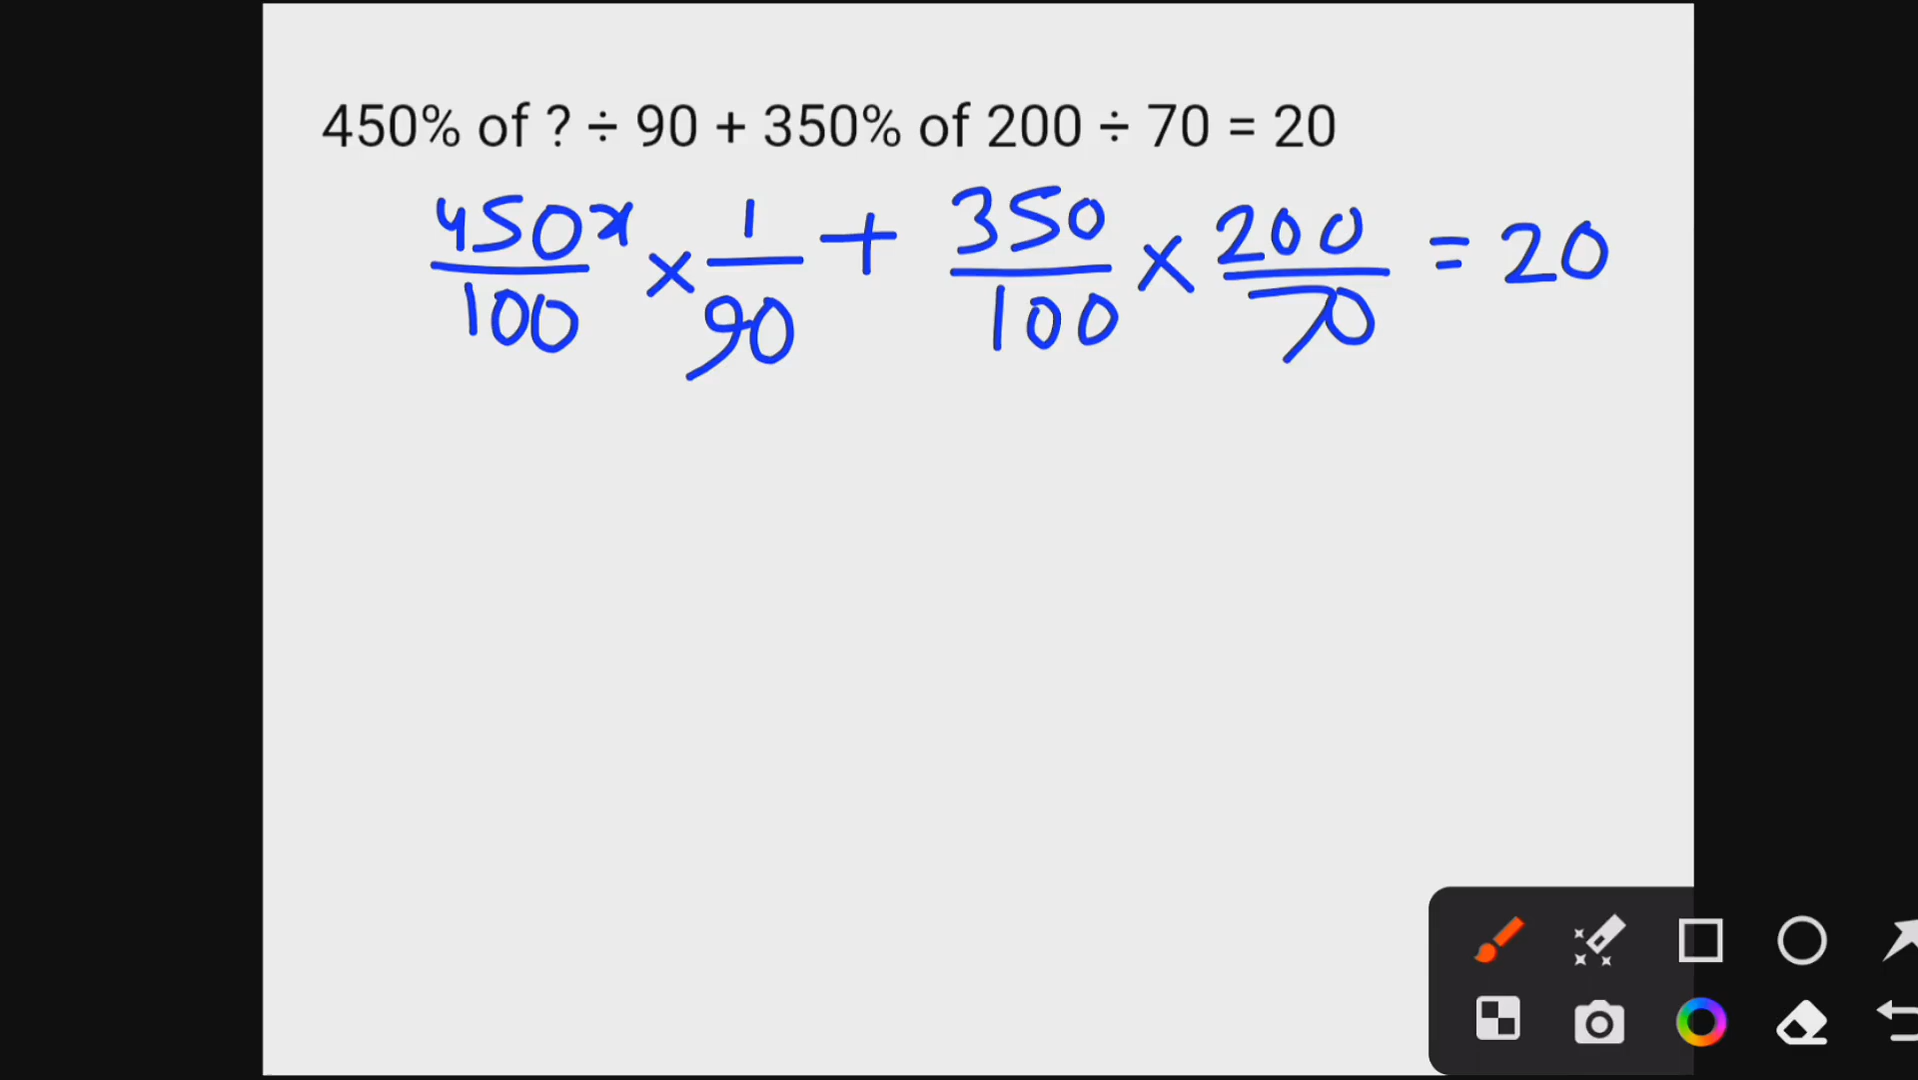 450% of ? ÷ 90 + 350% of 200 ÷ 70 = 20
450x/100 × 1/90 + 350/100 × 200/70 = 20